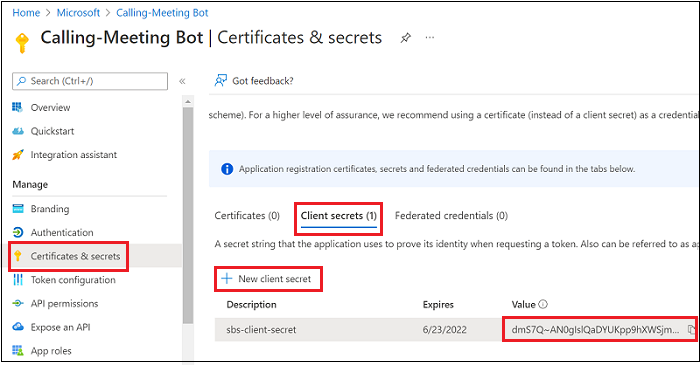 Home > Microsoft > Calling-Meeting Bot
Calling-Meeting Bot | Certificates & secrets
Search (Ctrl+/)
Overview
Quickstart
Integration assistant
Manage
Branding
Authentication
Certificates & secrets
Token configuration
API permissions
Expose an API
App roles
Got feedback?
scheme). For a higher level of assurance, we recommend using a certificate (instead of a client secret) as a credential
Application registration certificates, secrets and federated credentials can be found in the tabs below.
Certificates (0) Client secrets (1) Federated credentials (0)
A secret string that the application uses to prove its identity when requesting a token. Also can be referred to as
New client secret
Description Expires Value
sbs-client-secret 6/23/2022 dmS7Q~AN0gIslQaDYUKpp9hXWSjm...